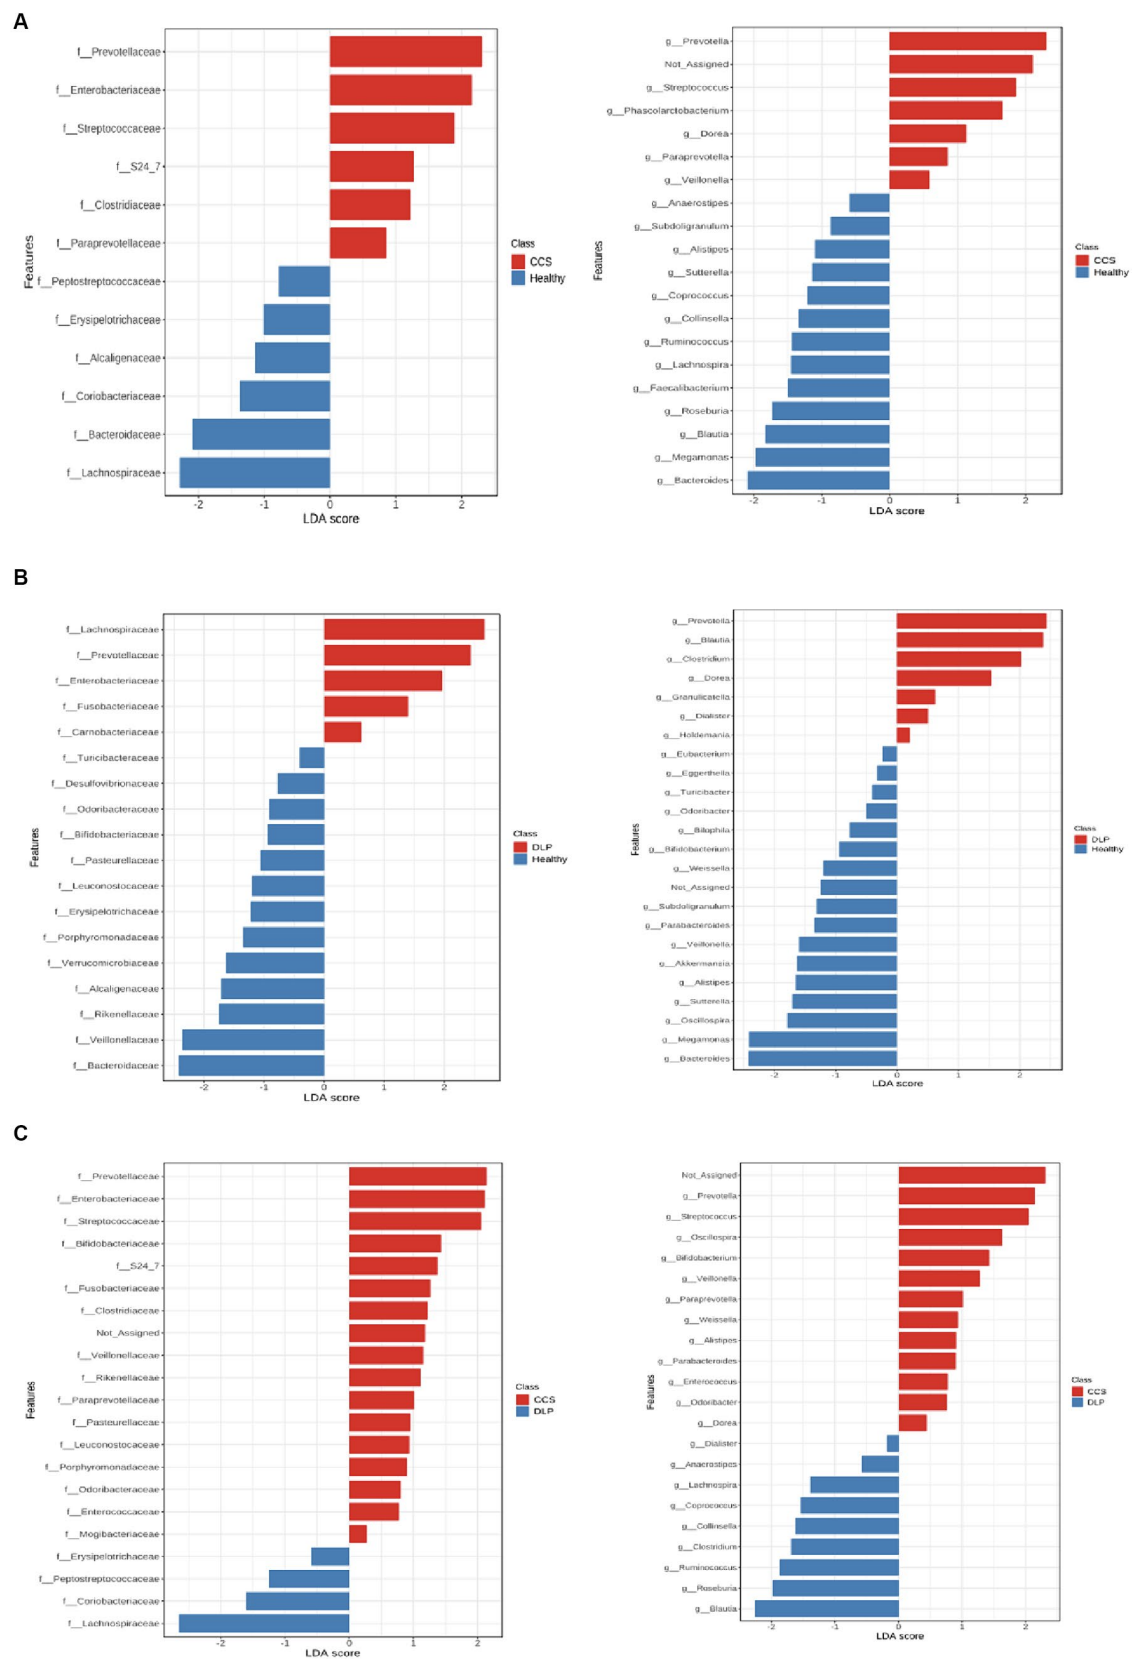 A
f__Prevotellaceae
f__Enterobacteriaceae
f__Streptococcaceae
f__S24_7
f__Clostridiaceae
f__Paraprevotellaceae
f__Peptostreptococcaceae
f__Erysipelotrichaceae
f__Alcaligenaceae
f__Coriobacteriaceae
f__Bacteroidaceae
f__Lachnospiraceae
Features
-2 -1 0 1 2
LDA score
Class
CCS
Healthy
g__Prevotella
Not_Assigned
g__Streptococcus
g__Phascolarctobacterium
g__Dorea
g__Paraprevotella
g__Veillonella
g__Anaerostipes
g__Subdoligranulum
g__Alistipes
g__Sutterella
g__Coprococcus
g__Collinsella
g__Ruminococcus
g__Lachnospira
g__Faecalibacterium
g__Roseburia
g__Blautia
g__Megamonas
g__Bacteroides
Features
-2 -1 0 1 2
LDA score
Class
CCS
Healthy
B
f__Lachnospiraceae
f__Prevotellaceae
f__Enterobacteriaceae
f__Fusobacteriaceae
f__Carnobacteriaceae
f__Turicibacteraceae
f__Desulfovibrionaceae
f__Odoribacteraceae
f__Bifidobacteriaceae
f__Pasteurellaceae
f__Leuconostocaceae
f__Erysipelotrichaceae
f__Porphyromonadaceae
f__Verrucomicrobiaceae
f__Alcaligenaceae
f__Rikenellaceae
f__Veillonellaceae
f__Bacteroidaceae
Features
-2 -1 0 1 2
LDA score
Class
DLP
Healthy
g__Prevotella
g__Blautia
g__Clostridium
g__Dorea
g__Granulicatella
g__Dialister
g__Holdemania
g__Eubacterium
g__Eggerthella
g__Turicibacter
g__Odoribacter
g__Bilophila
g__Bifidobacterium
g__Weissella
Not_Assigned
g__Subdoligranulum
g__Parabacteroides
g__Veillonella
g__Akkermansia
g__Alistipes
g__Sutterella
g__Oscillospira
g__Megamonas
g__Bacteroides
Features
-2 -1 0 1 2
LDA score
Class
DLP
Healthy
C
f__Prevotellaceae
f__Enterobacteriaceae
f__Streptococcaceae
f__Bifidobacteriaceae
f__S24_7
f__Fusobacteriaceae
f__Clostridiaceae
Not_Assigned
f__Veillonellaceae
f__Rikenellaceae
f__Paraprevotellaceae
f__Pasteurellaceae
f__Leuconostocaceae
f__Porphyromonadaceae
f__Odoribacteraceae
f__Enterococcaceae
f__Mogibacteriaceae
f__Erysipelotrichaceae
f__Peptostreptococcaceae
f__Coriobacteriaceae
f__Lachnospiraceae
Features
-2 -1 0 1 2
LDA score
Class
CCS
DLP
Not_Assigned
g__Prevotella
g__Streptococcus
g__Oscillospira
g__Bifidobacterium
g__Veillonella
g__Paraprevotella
g__Weissella
g__Alistipes
g__Parabacteroides
g__Enterococcus
g__Odoribacter
g__Dorea
g__Dialister
g__Anaerostipes
g__Lachnospira
g__Coprococcus
g__Collinsella
g__Clostridium
g__Ruminococcus
g__Roseburia
g__Blautia
Features
-2 -1 0 1 2
LDA score
Class
CCS
DLP